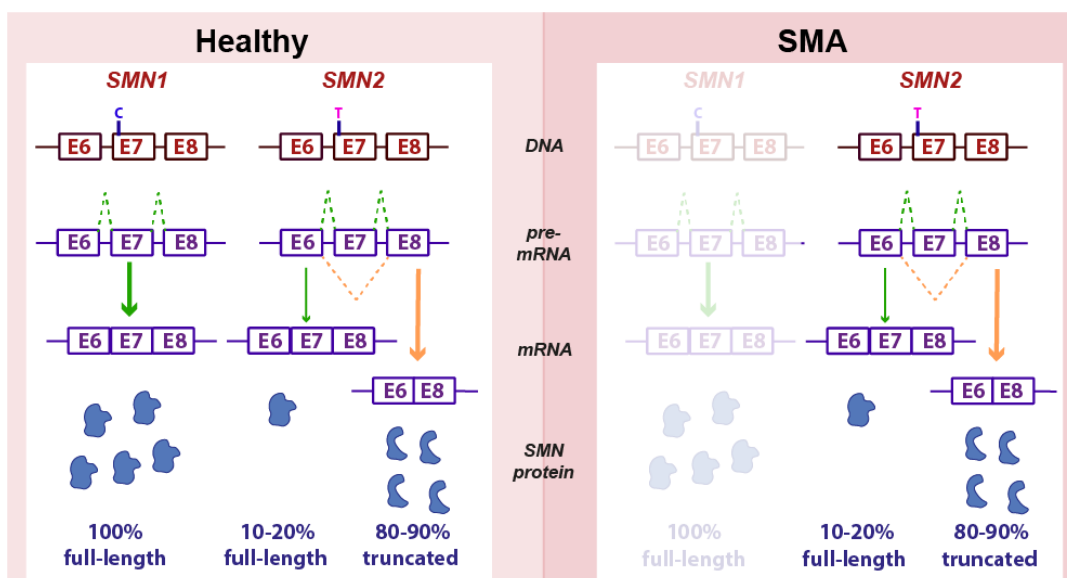 Healthy
SMA
SMN1
SMN2
C
T
E6 E7 E8
E6 E7 E8
E6 E7 E8
E6 E7 E8
E6 E7 E8
E6 E8
100%
full-length
10-20%
full-length
80-90%
truncated
DNA
pre-
mRNA
mRNA
SMN
protein
SMN1
SMN2
C
T
E6 E7 E8
E6 E7 E8
E6 E7 E8
E6 E7 E8
E6 E7 E8
E6 E7 E8
E6 E8
100%
full-length
10-20%
full-length
80-90%
truncated